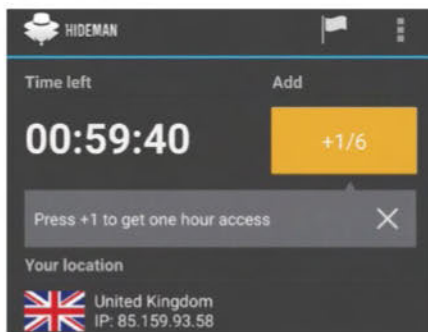 HIDEMAN
Time left
Add
00:59:40
+1/6
Press +1 to get one hour access
Your location
United Kingdom
IP: 85.159.93.58